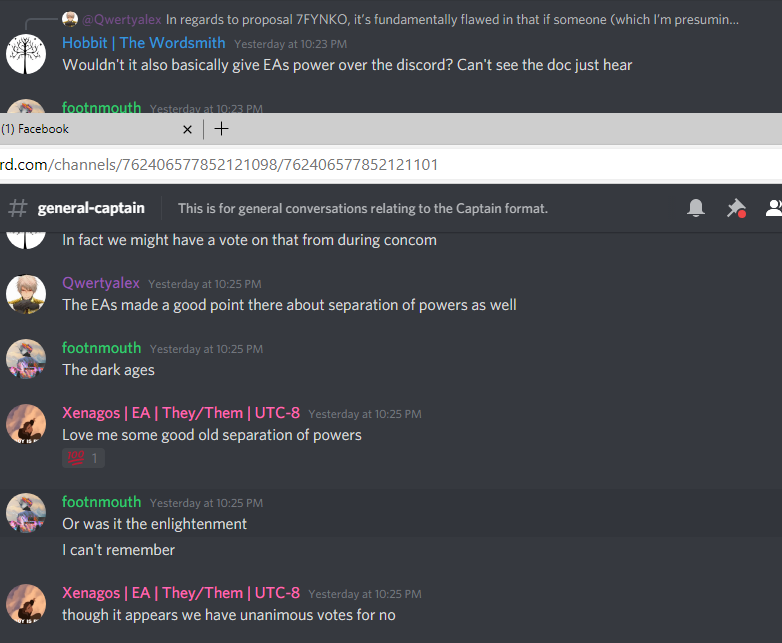 @Qwertyalex In regards to proposal 7FYNKO, it's fundamentally flawed in that if someone (which I'm presumin...
Hobbit | The Wordsmith Yesterday at 10:23 PM
Wouldn't it also basically give EAs power over the discord? Can't see the doc just hear
footnmouth Yesterday at 10:23 PM
(1) Facebook
rd.com/channels/762406577852121098/762406577852121101
# general-captain This is for general conversations relating to the Captain format.
In fact we might have a vote on that from during concom
Qwertyalex Yesterday at 10:25 PM
The EAs made a good point there about separation of powers as well
footnmouth Yesterday at 10:25 PM
The dark ages
Xenagos | EA | They/Them | UTC-8 Yesterday at 10:25 PM
Love me some good old separation of powers
💯 1
footnmouth Yesterday at 10:25 PM
Or was it the enlightenment
I can't remember
Xenagos | EA | They/Them | UTC-8 Yesterday at 10:25 PM
though it appears we have unanimous votes for no